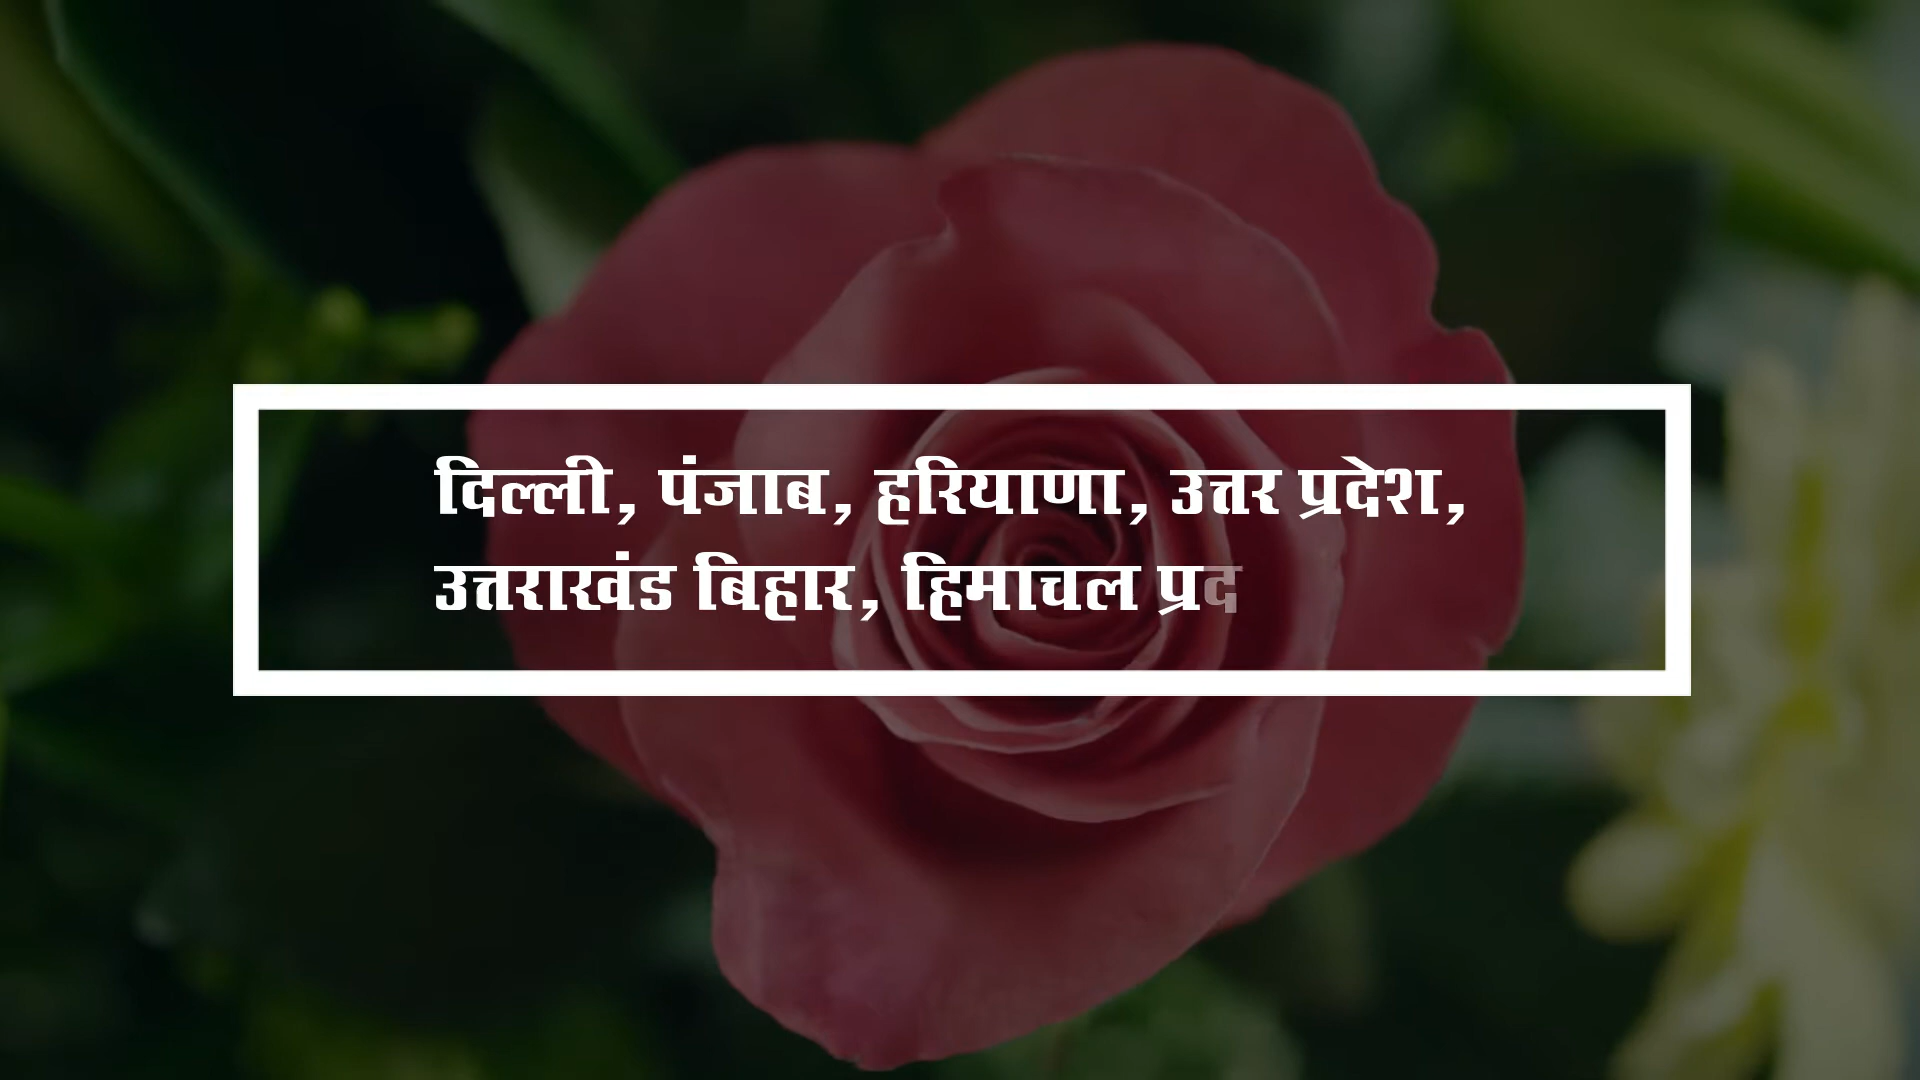 दिल्ली, पंजाब, हरियाणा, उत्तर प्रदेश,
उत्तराखंड बिहार, हिमाचल प्रद